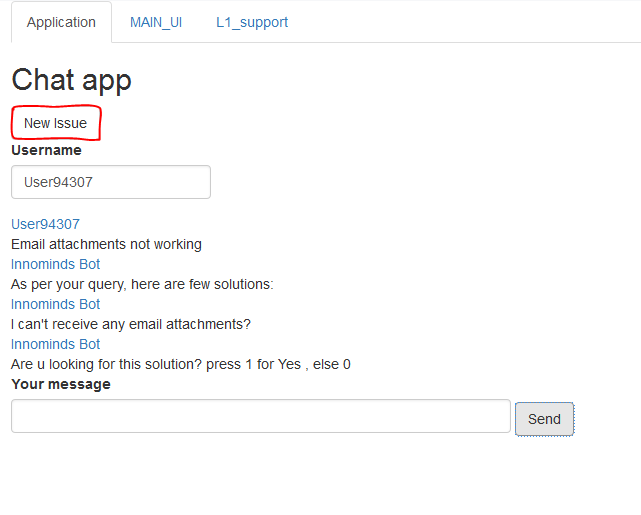 Application MAIN_UI L1_support
Chat app
New Issue
Username
User94307
User94307
Email attachments not working
Innominds Bot
As per your query, here are few solutions:
Innominds Bot
I can't receive any email attachments?
Innominds Bot
Are u looking for this solution? press 1 for Yes , else 0
Your message
Send